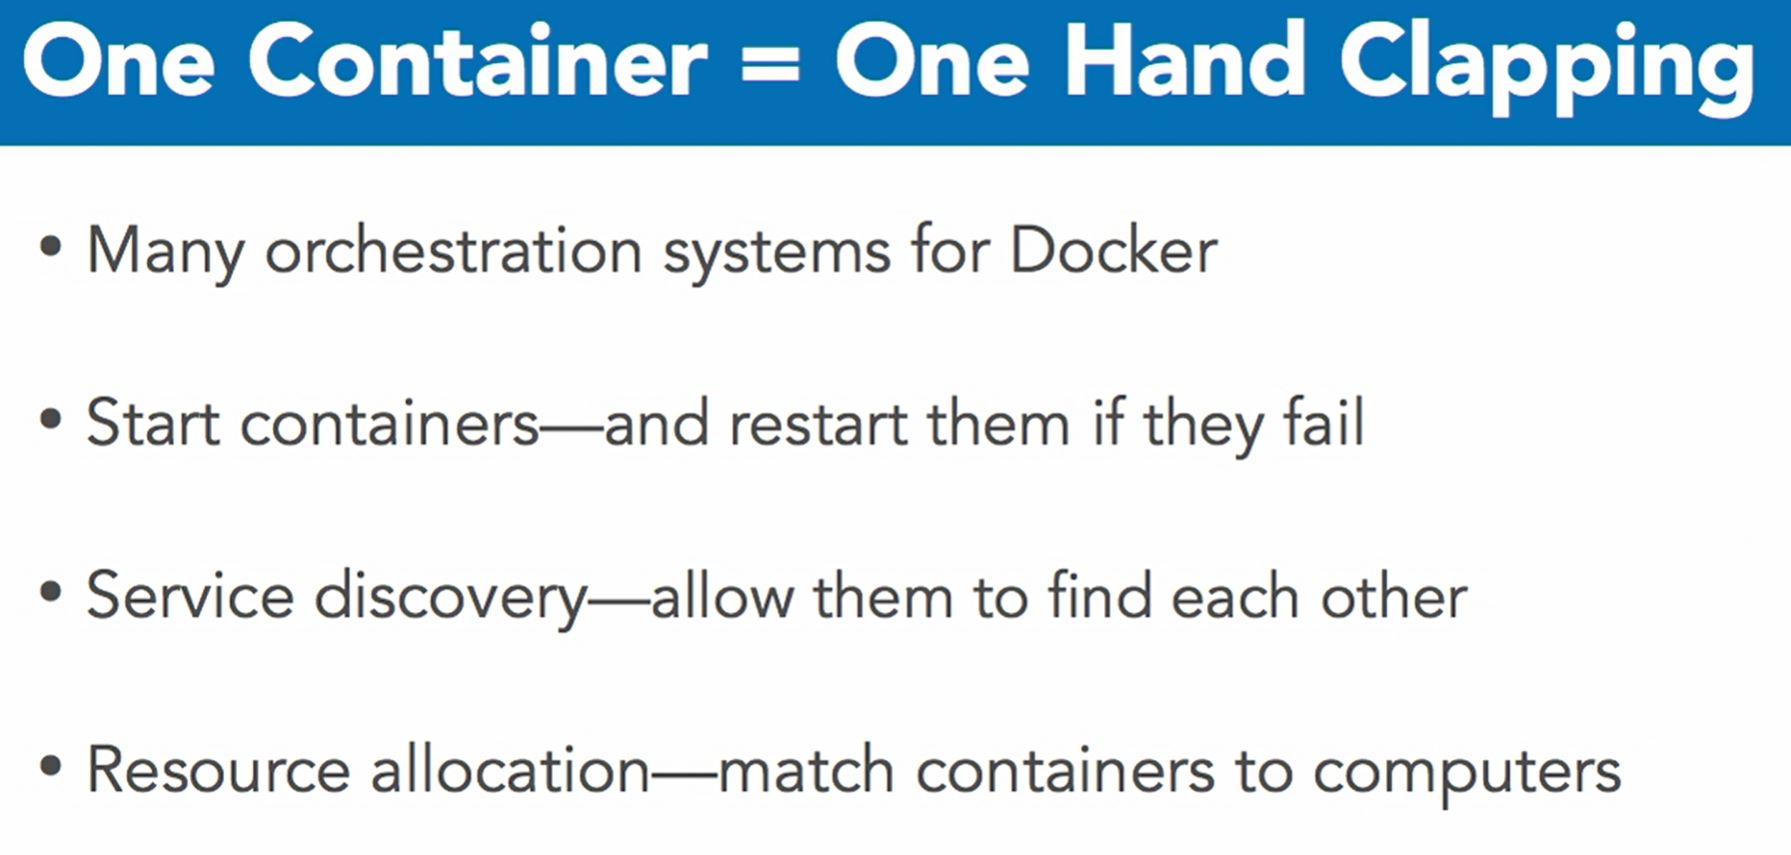 One Container = One Hand Clapping
• Many orchestration systems for Docker
• Start containers—and restart them if they fail
• Service discovery—allow them to find each other
• Resource allocation—match containers to computers